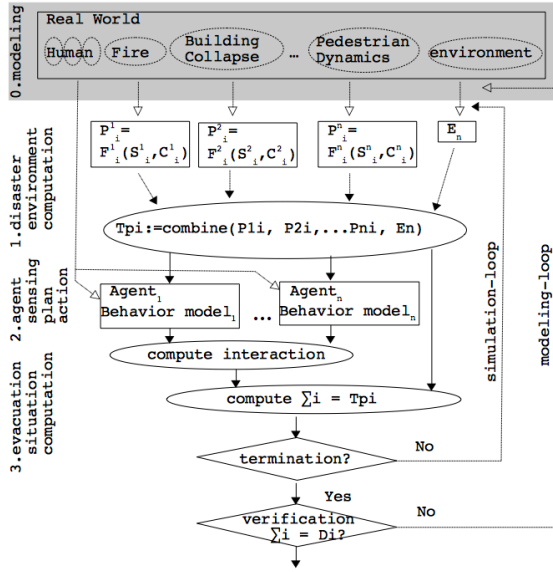 0.modeling
Real World
Human
Fire
Building
Collapse
…
Pedestrian
Dynamics
environment
1.disaster
environment
computation
P¹ᵢ=
F¹ᵢ(S¹ᵢ,C¹ᵢ)
P²ᵢ=
F²ᵢ(S²ᵢ,C²ᵢ)
Pⁿᵢ=
Fⁿᵢ(Sⁿᵢ,Cⁿᵢ)
Eₙ
Tpi:=combine(P1i, P2i,...Pni, En)
2.agent
sensing
plan
action
Agent₁
Behavior model₁
…
Agentₙ
Behavior modelₙ
compute interaction
3.evacuation
situation
computation
compute ∑i = Tpi
termination?
No
Yes
verification
∑i = Di?
No
simulation-loop
modeling-loop